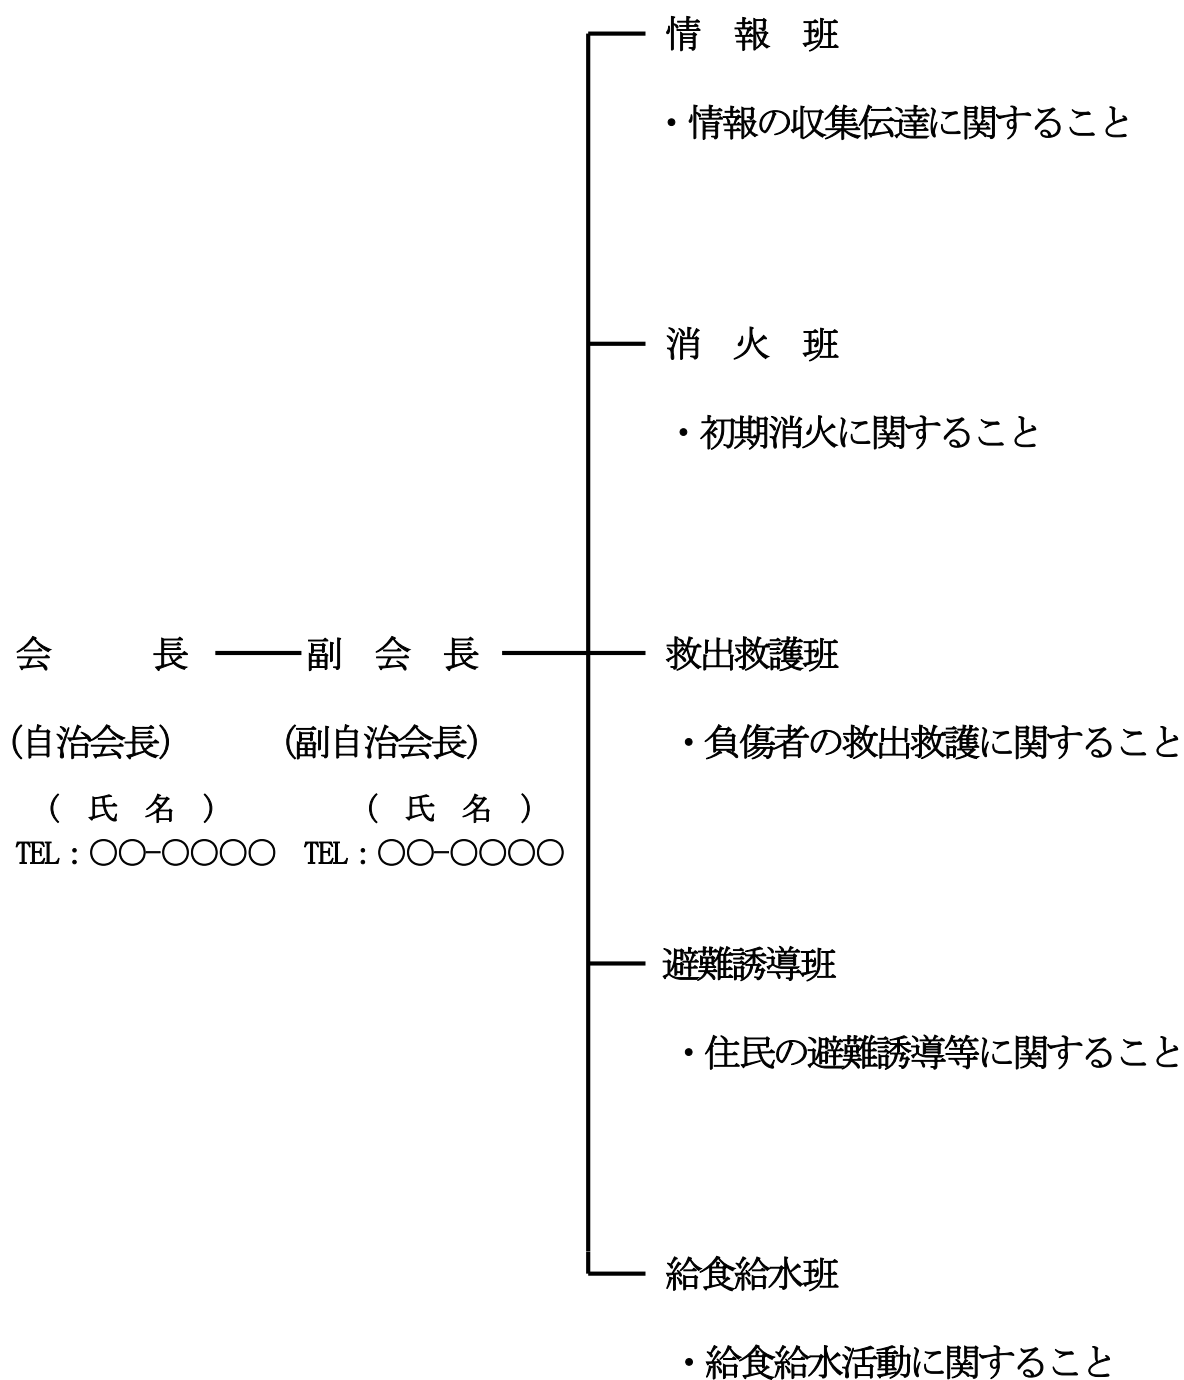 情　報　班
・情報の収集伝達に関すること
消　火　班
・初期消火に関すること
会　　　長
副　会　長
救出救護班
(自治会長)
(副自治会長)
・負傷者の救出救護に関すること
(　氏　名　)
(　氏　名　)
TEL：〇〇-〇〇〇〇
TEL：〇〇-〇〇〇〇
避難誘導班
・住民の避難誘導等に関すること
給食給水班
・給食給水活動に関すること